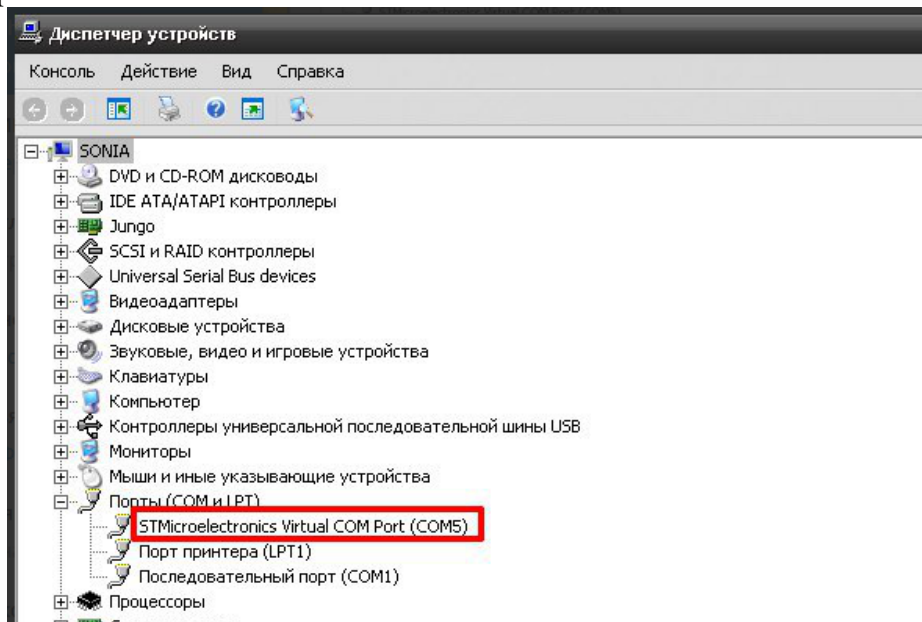 Диспетчер устройств
Консоль Действие Вид Справка
SONIA
DVD и CD-ROM дисководы
IDE ATA/ATAPI контроллеры
Jungo
SCSI и RAID контроллеры
Universal Serial Bus devices
Видеоадаптеры
Дисковые устройства
Звуковые, видео и игровые устройства
Клавиатуры
Компьютер
Контроллеры универсальной последовательной шины USB
Мониторы
Мыши и иные указывающие устройства
Порты (COM и LPT)
STMicroelectronics Virtual COM Port (COM5)
Порт принтера (LPT1)
Последовательный порт (COM1)
Процессоры